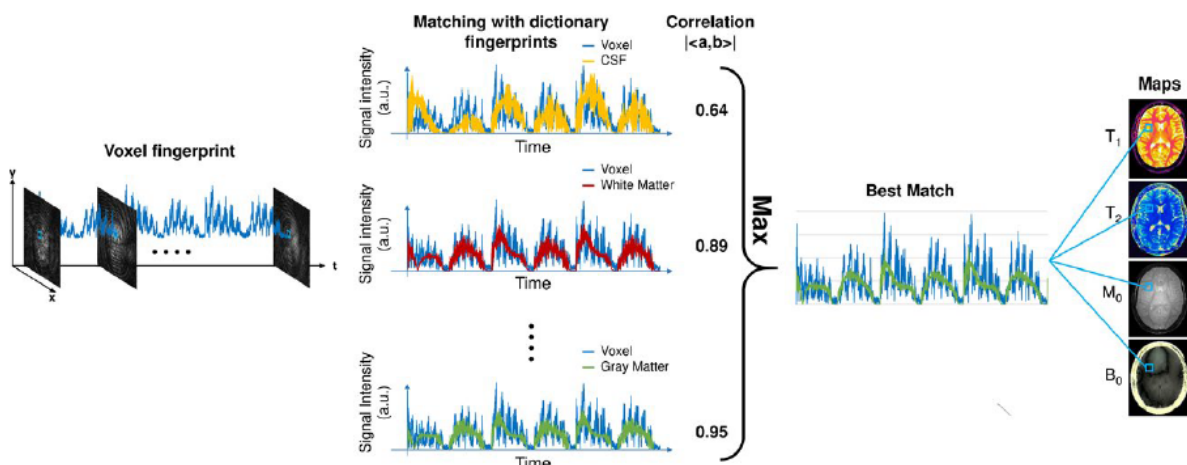 Voxel fingerprint
y
x
t
Matching with dictionary
fingerprints
Correlation
|<a,b>|
Signal intensity
(a.u.)
Voxel
CSF
Time
0.64
Signal intensity
(a.u.)
Voxel
White Matter
Time
0.89
Signal Intensity
(a.u.)
Voxel
Gray Matter
Time
0.95
Max
Best Match
Maps
T1
T2
M0
B0